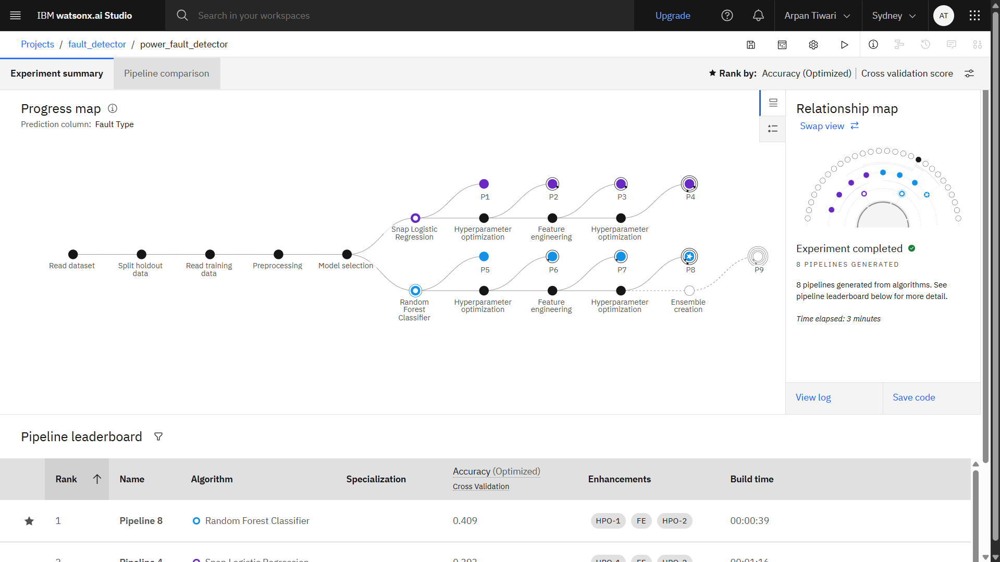 IBM watsonx.ai Studio
Search in your workspaces
Upgrade
Arpan Tiwari
Sydney
AT
Projects / fault_detector / power_fault_detector
Experiment summary
Pipeline comparison
Rank by: Accuracy (Optimized) | Cross validation score
Progress map
Prediction column: Fault Type
P1
P2
P3
P4
Snap Logistic
Regression
Hyperparameter
optimization
Feature
engineering
Hyperparameter
optimization
Read dataset
Split holdout
data
Read training
data
Preprocessing
Model selection
P5
P6
P7
P8
P9
Random
Forest
Classifier
Hyperparameter
optimization
Feature
engineering
Hyperparameter
optimization
Ensemble
creation
Relationship map
Swap view
Experiment completed
8 PIPELINES GENERATED
8 pipelines generated from algorithms. See
pipeline leaderboard below for more detail.
Time elapsed: 3 minutes
View log
Save code
Pipeline leaderboard
Rank
Name
Algorithm
Specialization
Accuracy (Optimized)
Cross Validation
Enhancements
Build time
1 Pipeline 8 Random Forest Classifier 0.409 HPO-1 FE HPO-2 00:00:39
2 Pipeline 4 Snap Logistic Regression 0.393 HPO-1 FE HPO-2 00:01:16